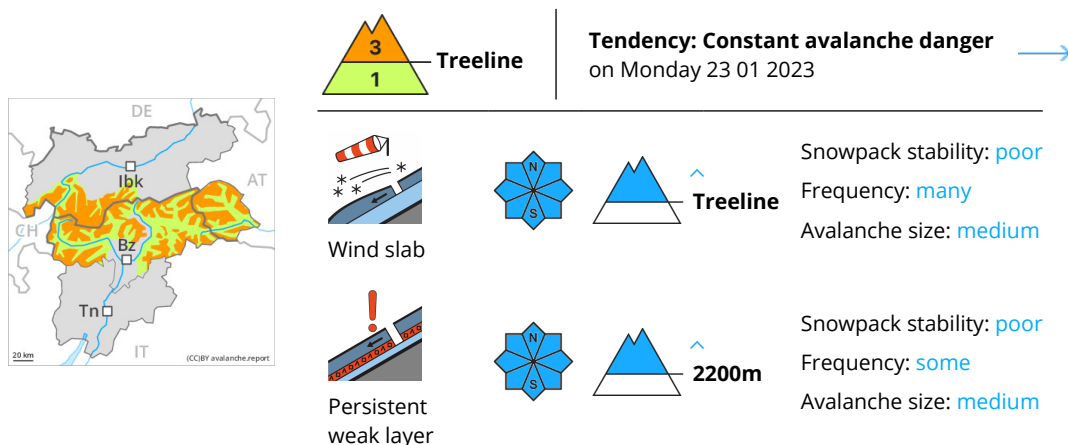 3
1
Treeline
Tendency: Constant avalanche danger
on Monday 23 01 2023
DE
Ibk
AT
CH
Bz
Tn
IT
20 km
(CC)BY avalanche.report
Wind slab
N
S
Treeline
Snowpack stability: poor
Frequency: many
Avalanche size: medium
Persistent
weak layer
N
S
2200m
Snowpack stability: poor
Frequency: some
Avalanche size: medium